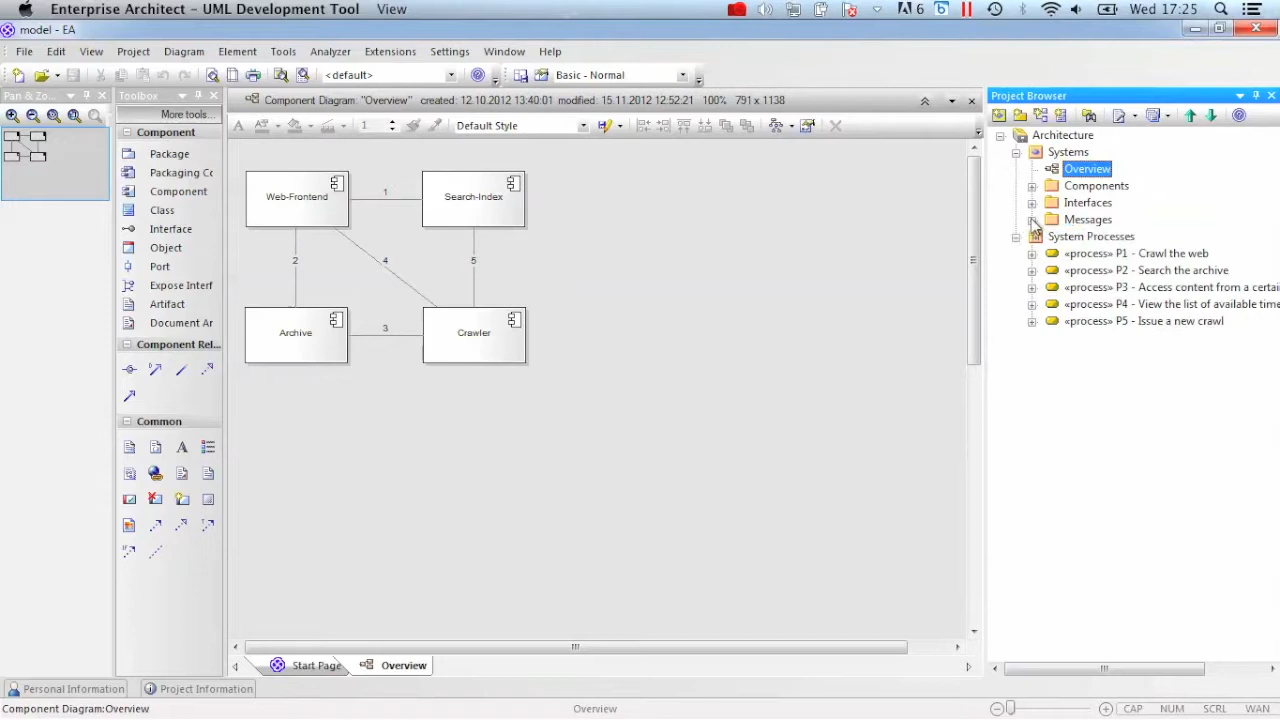 Enterprise Architect - UML Development Tool View 6 Wed 17:25
model - EA
File Edit View Project Diagram Element Tools Analyzer Extensions Settings Window Help
<default> Basic - Normal
Pan & Zo...
Toolbox
More tools...
Component
Package
Packaging Cc
Component
Class
Interface
Object
Port
Expose Interf
Artifact
Document Ar
Component Rel...
Common
Component Diagram: "Overview" created: 12.10.2012 13:40:01 modified: 15.11.2012 12:52:21 100% 791 x 1138
1 Default Style
Web-Frontend 1 Search-Index
2 4 5
Archive 3 Crawler
Start Page Overview
Project Browser
Architecture
Systems
Overview
Components
Interfaces
Messages
System Processes
«process» P1 - Crawl the web
«process» P2 - Search the archive
«process» P3 - Access content from a certai
«process» P4 - View the list of available time
«process» P5 - Issue a new crawl
Personal Information Project Information
Component Diagram:Overview Overview CAP NUM SCRL WAN